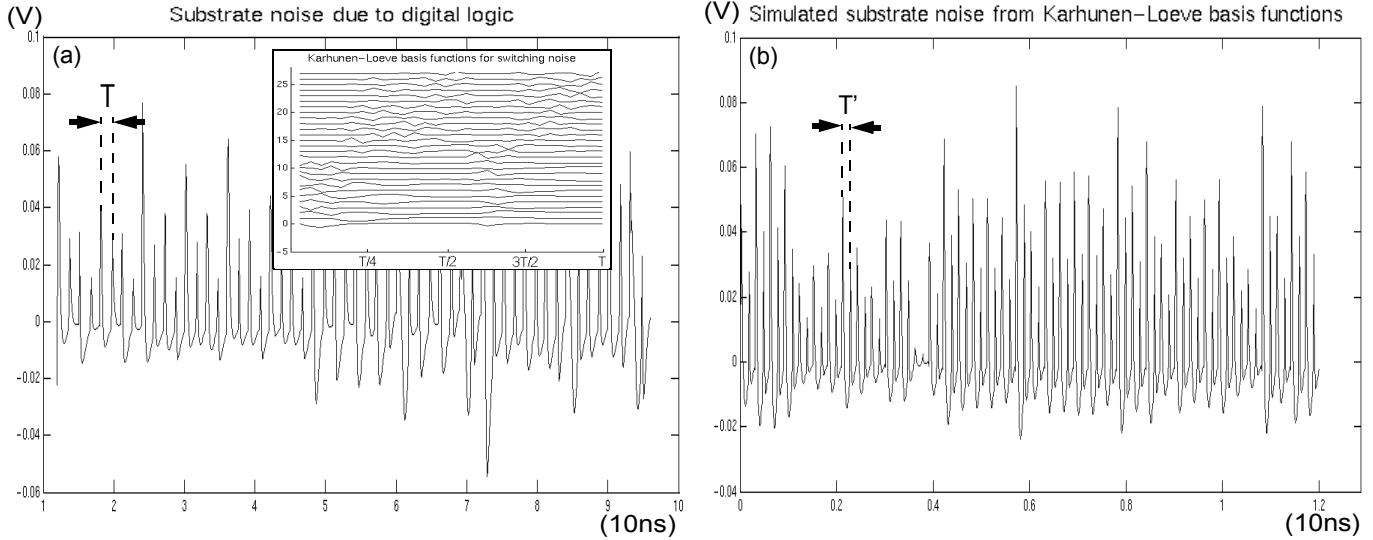 (V)
Substrate noise due to digital logic
0.1
0.08
0.06
0.04
0.02
0
-0.02
-0.04
-0.06
1
2
3
4
5
6
7
8
9
10
(10ns)
(a)
T
Karhunen-Loeve basis functions for switching noise
25
20
15
10
5
0
-5
T/4
T/2
3T/2
T
(V)
Simulated substrate noise from Karhunen-Loeve basis functions
0.1
0.08
0.06
0.04
0.02
0
-0.02
0.04
0
0.2
0.4
0.6
0.8
1
1.2
(10ns)
(b)
T'